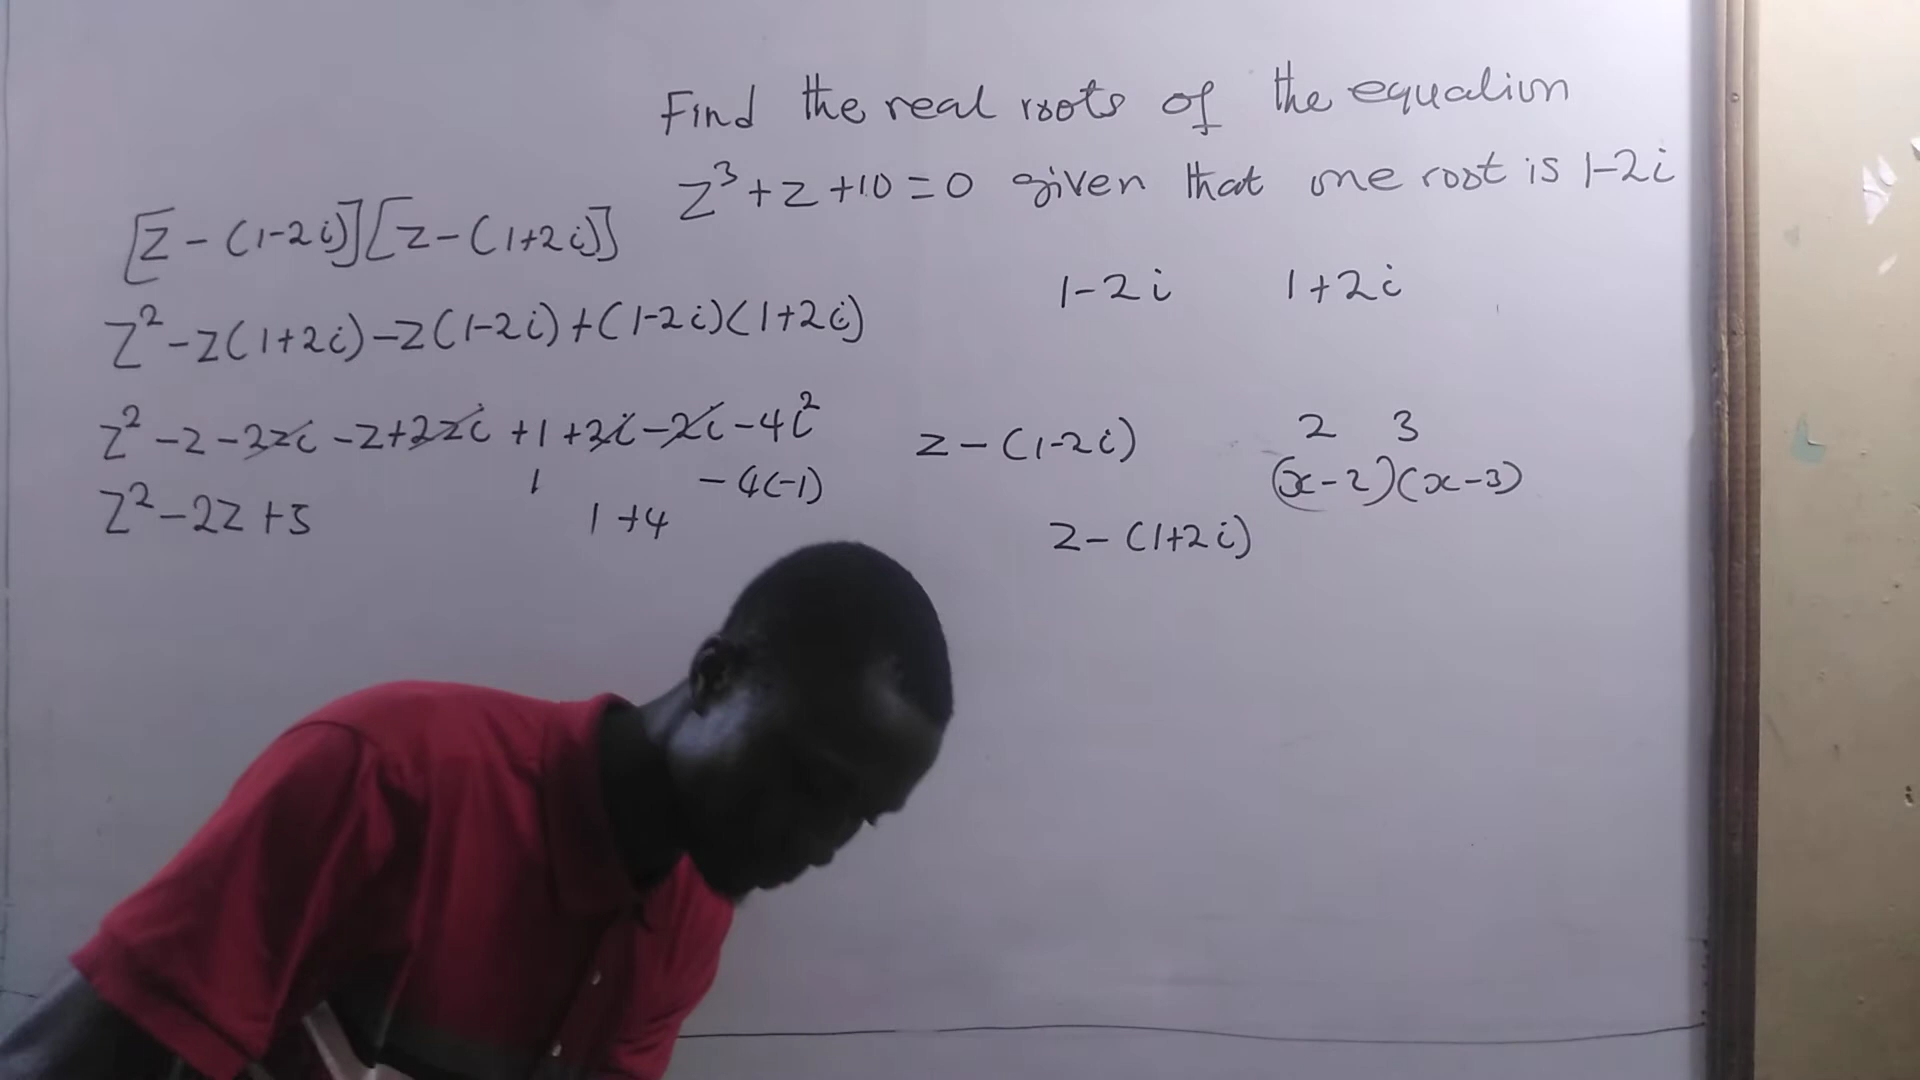 Find the real roots of the equation
z³ + z + 10 = 0 given that one root is 1-2i
[z - (1-2i)][z - (1+2i)]
1-2i 1+2i
z² - z(1+2i) - z(1-2i) + (1-2i)(1+2i)
z² - z - 2zi - z + 2zi + 1 + 2i - 2i - 4i²
1 - 4(-1)
z² - 2z + 5
1 + 4
z - (1-2i)
2 3
(x-2)(x-3)
z - (1+2i)